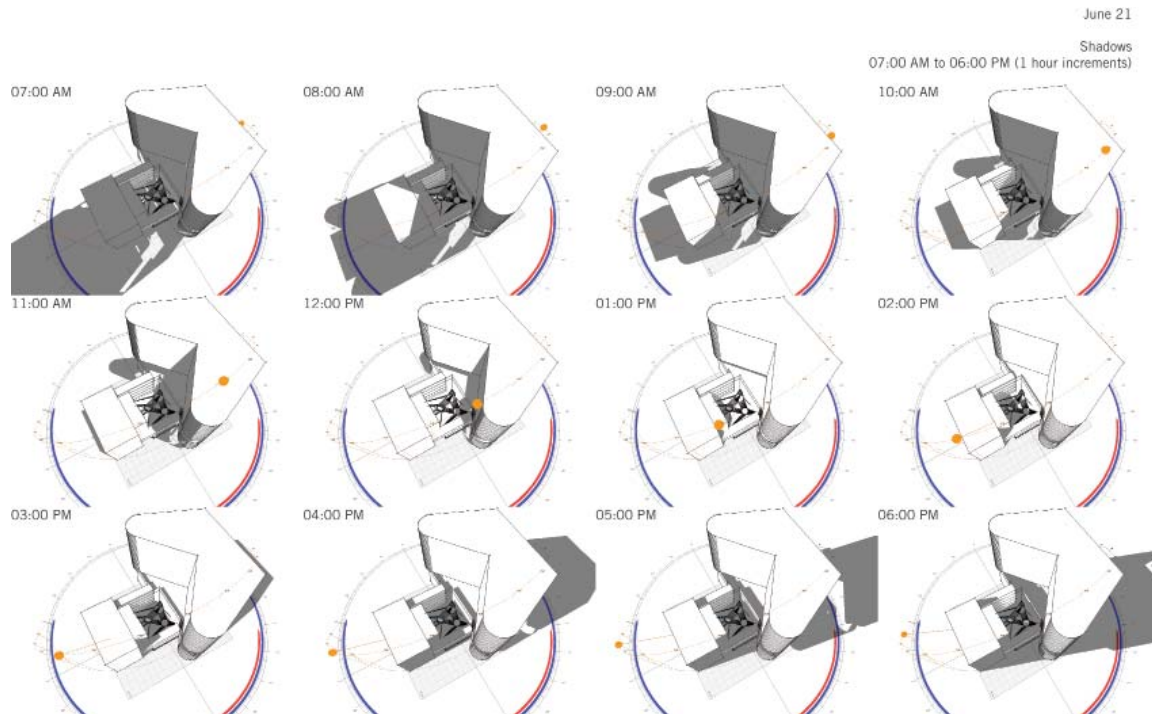 June 21
Shadows
07:00 AM to 06:00 PM (1 hour increments)
07:00 AM
08:00 AM
09:00 AM
10:00 AM
11:00 AM
12:00 PM
01:00 PM
02:00 PM
03:00 PM
04:00 PM
05:00 PM
06:00 PM